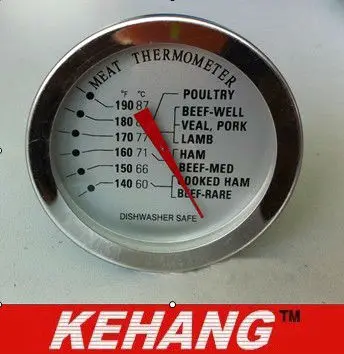 MEAT THERMOMETER
°F °C
190 87 POULTRY
180 BEEF-WELL
VEAL, PORK
170 77 LAMB
160 71 HAM
150 66 BEEF-MED
COOKED HAM
140 60 BEEF-RARE
DISHWASHER SAFE
KEHANG™